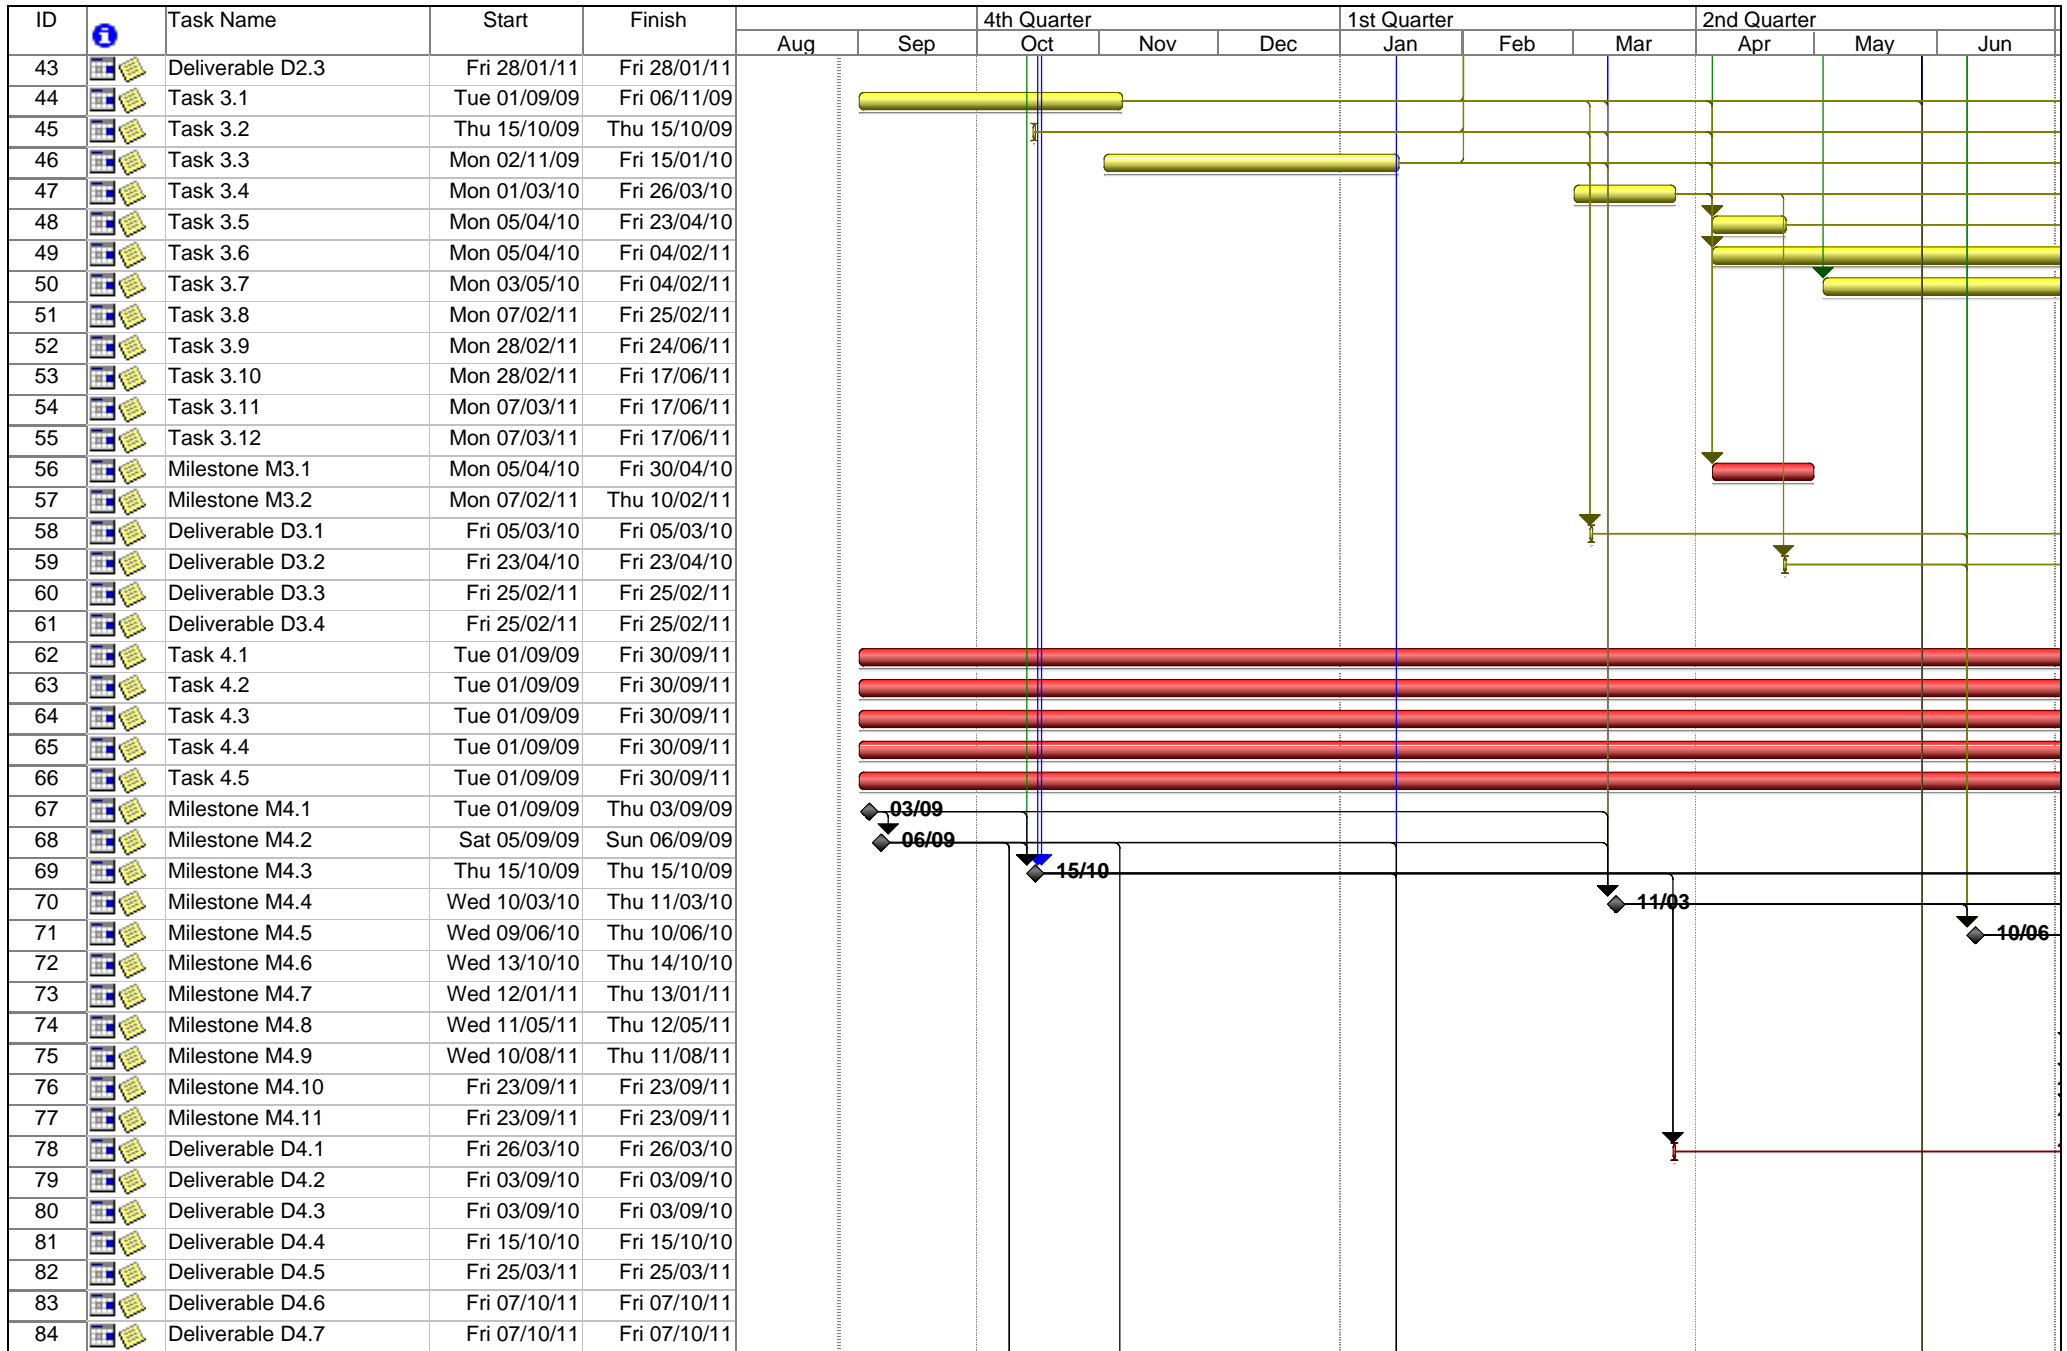 ID Task Name Start Finish 4th Quarter 1st Quarter 2nd Quarter
Aug Sep Oct Nov Dec Jan Feb Mar Apr May Jun
43 Deliverable D2.3 Fri 28/01/11 Fri 28/01/11
44 Task 3.1 Tue 01/09/09 Fri 06/11/09
45 Task 3.2 Thu 15/10/09 Thu 15/10/09
46 Task 3.3 Mon 02/11/09 Fri 15/01/10
47 Task 3.4 Mon 01/03/10 Fri 26/03/10
48 Task 3.5 Mon 05/04/10 Fri 23/04/10
49 Task 3.6 Mon 05/04/10 Fri 04/02/11
50 Task 3.7 Mon 03/05/10 Fri 04/02/11
51 Task 3.8 Mon 07/02/11 Fri 25/02/11
52 Task 3.9 Mon 28/02/11 Fri 24/06/11
53 Task 3.10 Mon 28/02/11 Fri 17/06/11
54 Task 3.11 Mon 07/03/11 Fri 17/06/11
55 Task 3.12 Mon 07/03/11 Fri 17/06/11
56 Milestone M3.1 Mon 05/04/10 Fri 30/04/10
57 Milestone M3.2 Mon 07/02/11 Thu 10/02/11
58 Deliverable D3.1 Fri 05/03/10 Fri 05/03/10
59 Deliverable D3.2 Fri 23/04/10 Fri 23/04/10
60 Deliverable D3.3 Fri 25/02/11 Fri 25/02/11
61 Deliverable D3.4 Fri 25/02/11 Fri 25/02/11
62 Task 4.1 Tue 01/09/09 Fri 30/09/11
63 Task 4.2 Tue 01/09/09 Fri 30/09/11
64 Task 4.3 Tue 01/09/09 Fri 30/09/11
65 Task 4.4 Tue 01/09/09 Fri 30/09/11
66 Task 4.5 Tue 01/09/09 Fri 30/09/11
67 Milestone M4.1 Tue 01/09/09 Thu 03/09/09 03/09
68 Milestone M4.2 Sat 05/09/09 Sun 06/09/09 06/09
69 Milestone M4.3 Thu 15/10/09 Thu 15/10/09 15/10
70 Milestone M4.4 Wed 10/03/10 Thu 11/03/10 11/03
71 Milestone M4.5 Wed 09/06/10 Thu 10/06/10 10/06
72 Milestone M4.6 Wed 13/10/10 Thu 14/10/10
73 Milestone M4.7 Wed 12/01/11 Thu 13/01/11
74 Milestone M4.8 Wed 11/05/11 Thu 12/05/11
75 Milestone M4.9 Wed 10/08/11 Thu 11/08/11
76 Milestone M4.10 Fri 23/09/11 Fri 23/09/11
77 Milestone M4.11 Fri 23/09/11 Fri 23/09/11
78 Deliverable D4.1 Fri 26/03/10 Fri 26/03/10
79 Deliverable D4.2 Fri 03/09/10 Fri 03/09/10
80 Deliverable D4.3 Fri 03/09/10 Fri 03/09/10
81 Deliverable D4.4 Fri 15/10/10 Fri 15/10/10
82 Deliverable D4.5 Fri 25/03/11 Fri 25/03/11
83 Deliverable D4.6 Fri 07/10/11 Fri 07/10/11
84 Deliverable D4.7 Fri 07/10/11 Fri 07/10/11